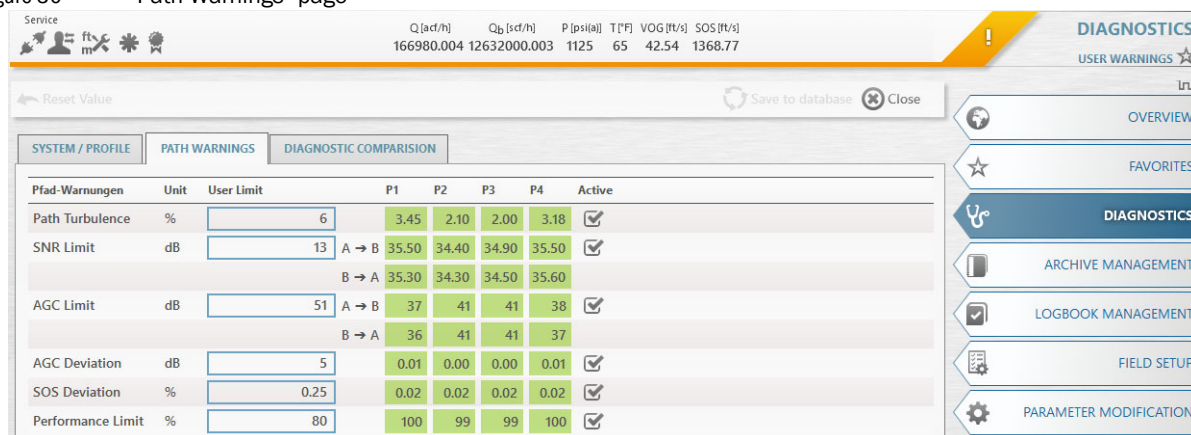 "Path Warnings" page
Service
Q [acf/h] Qb [scf/h] P [psi(a)] T [°F] VOG [ft/s] SOS [ft/s]
166980.004 12632000.003 1125 65 42.54 1368.77
ft
m
!
DIAGNOSTICS
USER WARNINGS
Reset Value
Save to database
Close
OVERVIEW
SYSTEM / PROFILE PATH WARNINGS DIAGNOSTIC COMPARISION
FAVORITES
Pfad-Warnungen Unit User Limit P1 P2 P3 P4 Active
Path Turbulence % 6 3.45 2.10 2.00 3.18
DIAGNOSTICS
SNR Limit dB 13 A → B 35.50 34.40 34.90 35.50
B → A 35.30 34.30 34.50 35.60
ARCHIVE MANAGEMENT
AGC Limit dB 51 A → B 37 41 41 38
B → A 36 41 41 37
LOGBOOK MANAGEMENT
AGC Deviation dB 5 0.01 0.00 0.00 0.01
FIELD SETUP
SOS Deviation % 0.25 0.02 0.02 0.02 0.02
Performance Limit % 80 100 99 99 100
PARAMETER MODIFICATION